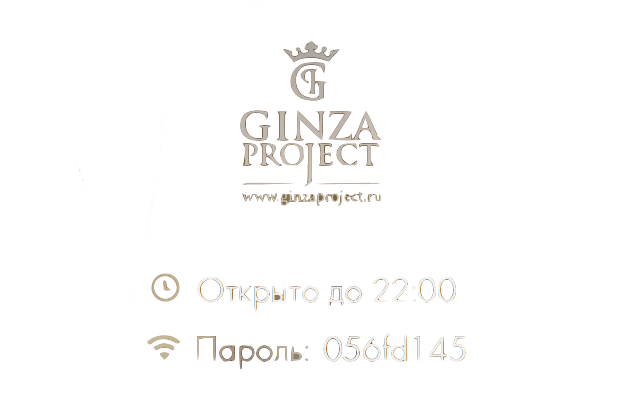 GINZA
PROJECT
www.ginzaproject.ru
Открыто до 22:00
Пароль: 056fd145